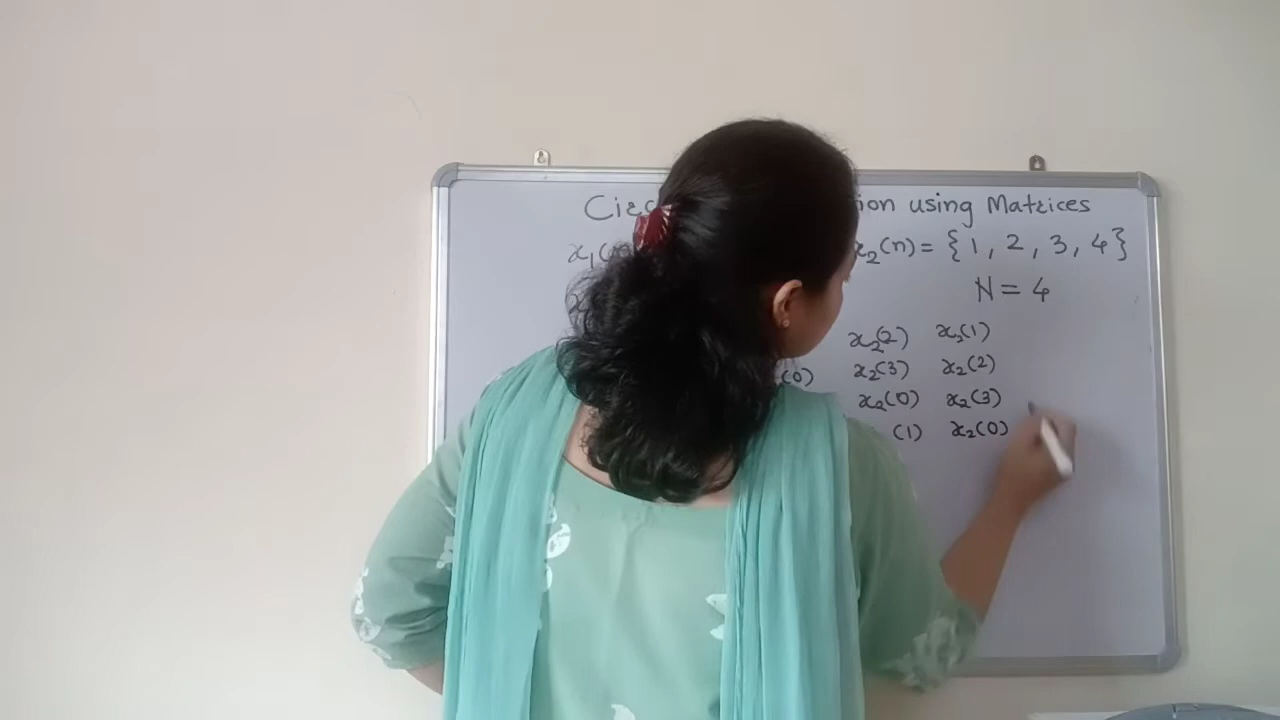 ion using Matrices
x₁( x₂(n) = {1, 2, 3, 4}
N = 4
x₂(2) x₂(1)
(0) x₂(3) x₂(2)
x₂(0) x₂(3)
(1) x₂(0)